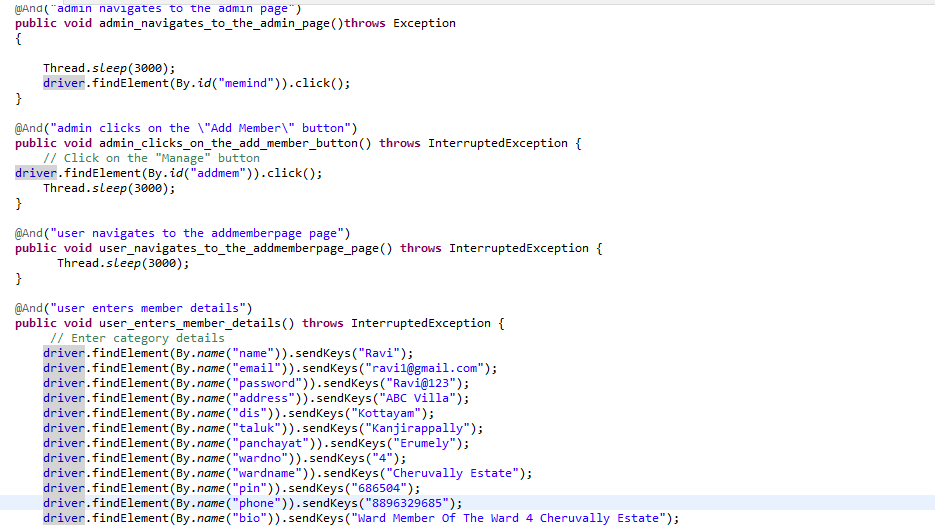 @And("admin navigates to the admin page")
public void admin_navigates_to_the_admin_page()throws Exception
{
Thread.sleep(3000);
driver.findElement(By.id("memind")).click();
}
@And("admin clicks on the \"Add Member\" button")
public void admin_clicks_on_the_add_member_button() throws InterruptedException {
// Click on the "Manage" button
driver.findElement(By.id("addmem")).click();
Thread.sleep(3000);
}
@And("user navigates to the addmemberpage page")
public void user_navigates_to_the_addmemberpage_page() throws InterruptedException {
Thread.sleep(3000);
}
@And("user enters member details")
public void user_enters_member_details() throws InterruptedException {
// Enter category details
driver.findElement(By.name("name")).sendKeys("Ravi");
driver.findElement(By.name("email")).sendKeys("ravi1@gmail.com");
driver.findElement(By.name("password")).sendKeys("Ravi@123");
driver.findElement(By.name("address")).sendKeys("ABC Villa");
driver.findElement(By.name("dis")).sendKeys("Kottayam");
driver.findElement(By.name("taluk")).sendKeys("Kanjirappally");
driver.findElement(By.name("panchayat")).sendKeys("Erumely");
driver.findElement(By.name("wardno")).sendKeys("4");
driver.findElement(By.name("wardname")).sendKeys("Cheruvally Estate");
driver.findElement(By.name("pin")).sendKeys("686504");
driver.findElement(By.name("phone")).sendKeys("8896329685");
driver.findElement(By.name("bio")).sendKeys("Ward Member Of The Ward 4 Cheruvally Estate");